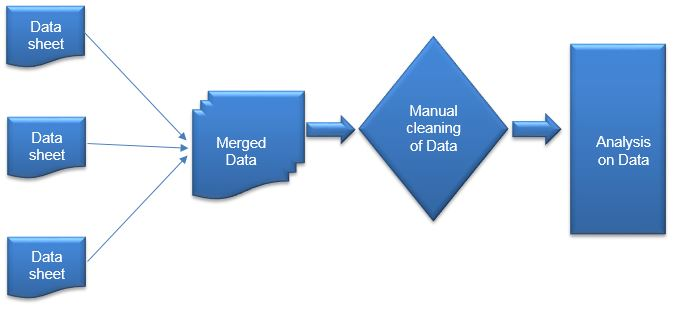 Data
sheet
Data
sheet
Data
sheet
Merged
Data
Manual
cleaning
of Data
Analysis
on Data